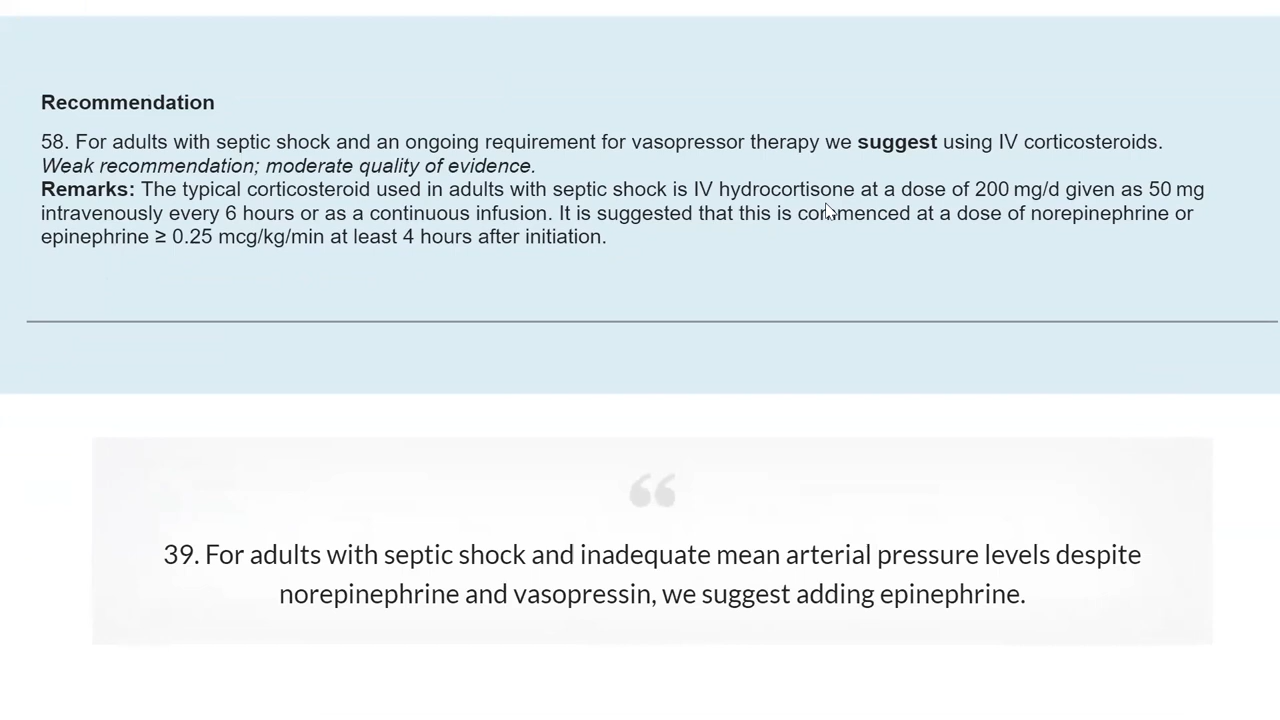 Recommendation
58. For adults with septic shock and an ongoing requirement for vasopressor therapy we suggest using IV corticosteroids.
Weak recommendation; moderate quality of evidence.
Remarks: The typical corticosteroid used in adults with septic shock is IV hydrocortisone at a dose of 200 mg/d given as 50 mg
intravenously every 6 hours or as a continuous infusion. It is suggested that this is commenced at a dose of norepinephrine or
epinephrine ≥ 0.25 mcg/kg/min at least 4 hours after initiation.
“
39. For adults with septic shock and inadequate mean arterial pressure levels despite
norepinephrine and vasopressin, we suggest adding epinephrine.